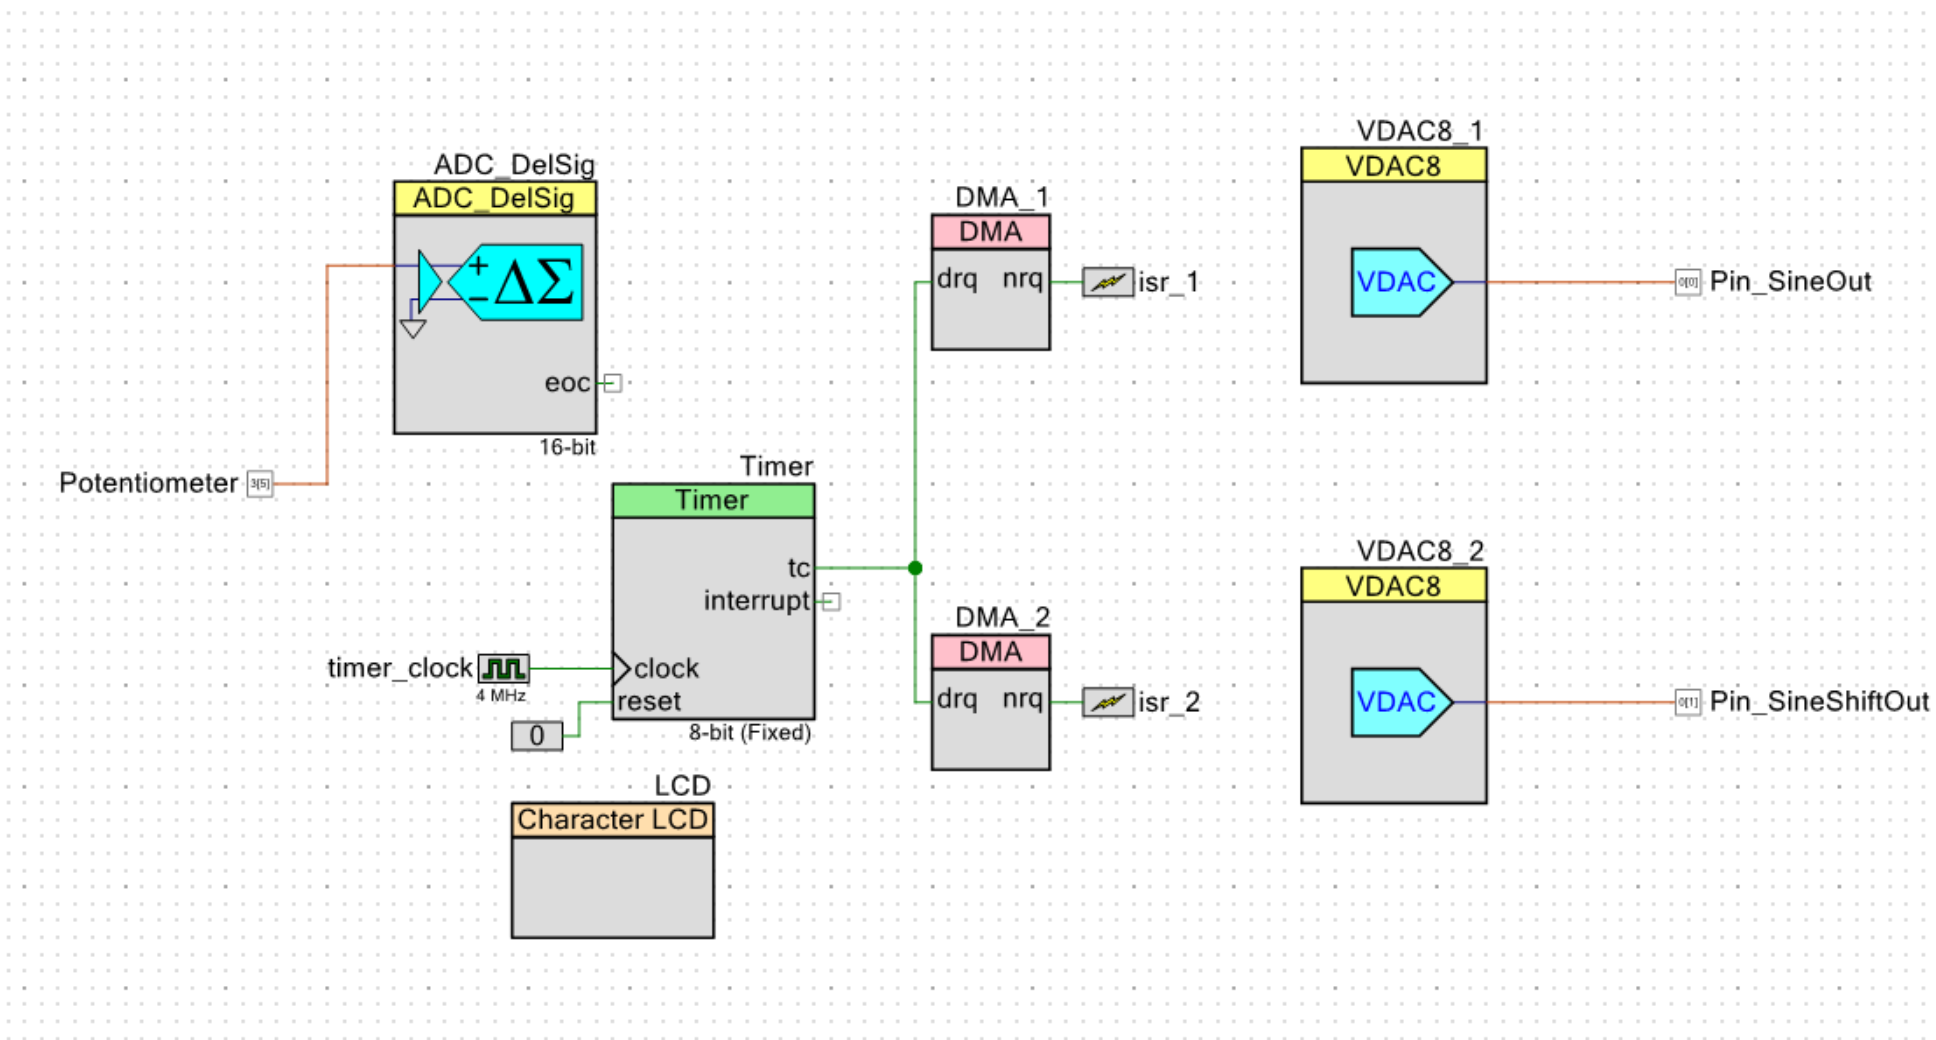 ADC_DelSig
ADC_DelSig
+
ΔΣ
−
eoc
16-bit
Potentiometer
3[5]
Timer
Timer
tc
interrupt
timer_clock
4 MHz
clock
reset
0
8-bit (Fixed)
LCD
Character LCD
DMA_1
DMA
drq nrq
isr_1
DMA_2
DMA
drq nrq
isr_2
VDAC8_1
VDAC8
VDAC
0[0]
Pin_SineOut
VDAC8_2
VDAC8
VDAC
0[1]
Pin_SineShiftOut